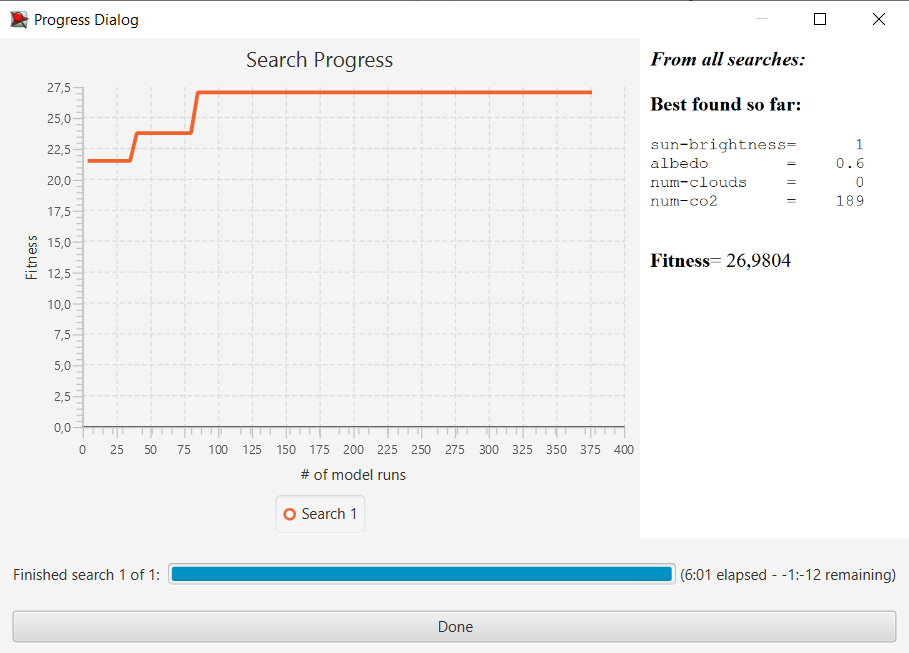 Progress Dialog
Search Progress
27,5
25,0
22,5
20,0
17,5
15,0
12,5
10,0
7,5
5,0
2,5
0,0
Fitness
0 25 50 75 100 125 150 175 200 225 250 275 300 325 350 375 400
# of model runs
Search 1
From all searches:
Best found so far:
sun-brightness= 1
albedo = 0.6
num-clouds = 0
num-co2 = 189
Fitness= 26,9804
Finished search 1 of 1: (6:01 elapsed - -1:-12 remaining)
Done